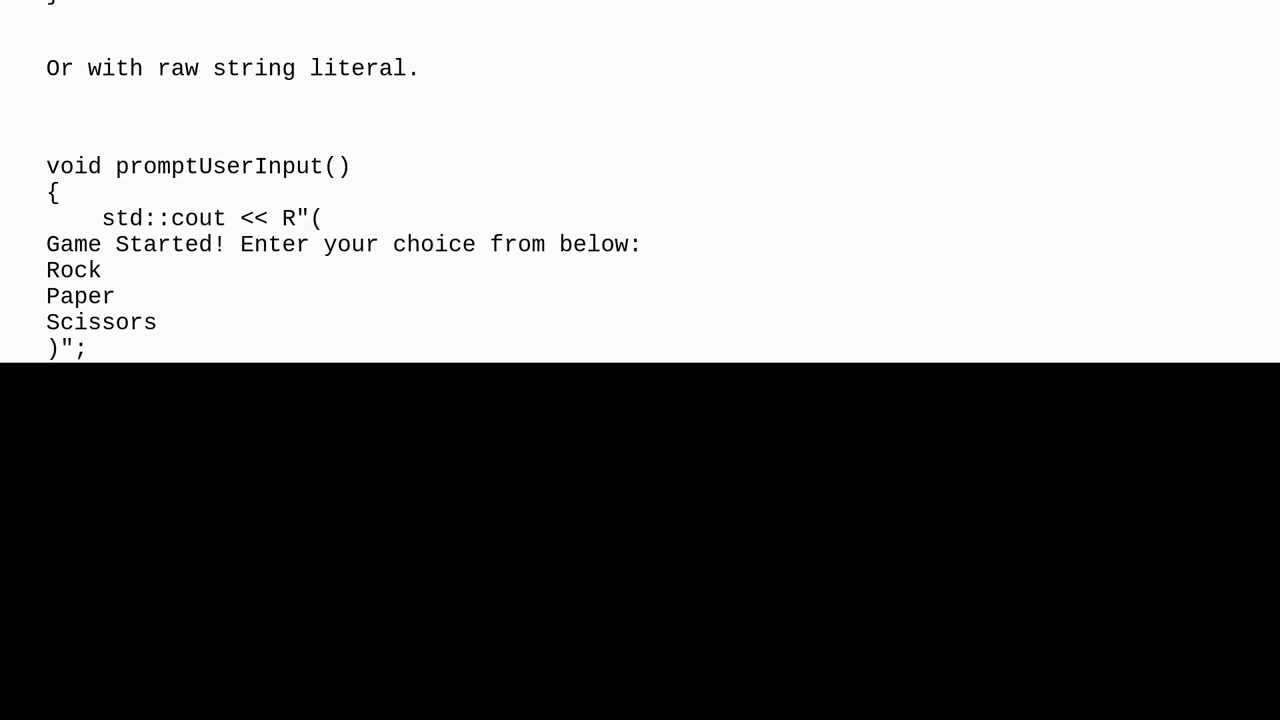 }
Or with raw string literal.
void promptUserInput()
{
    std::cout << R"(
Game Started! Enter your choice from below:
Rock
Paper
Scissors
)";